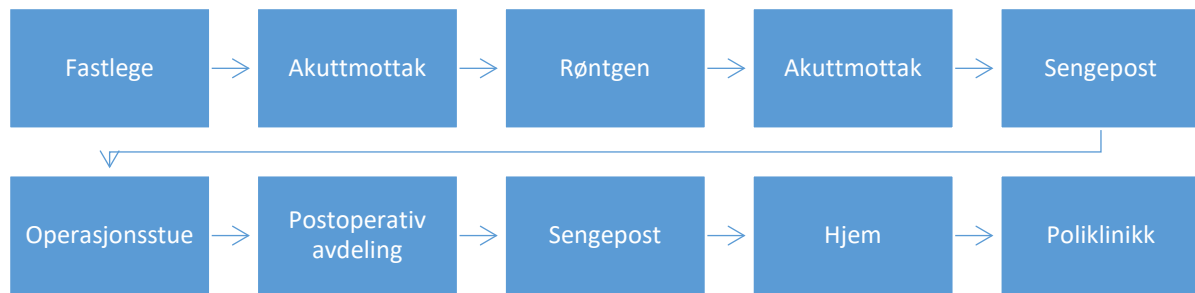 Fastlege
Akuttmottak
Røntgen
Akuttmottak
Sengepost
Operasjonsstue
Postoperativ
avdeling
Sengepost
Hjem
Poliklinikk